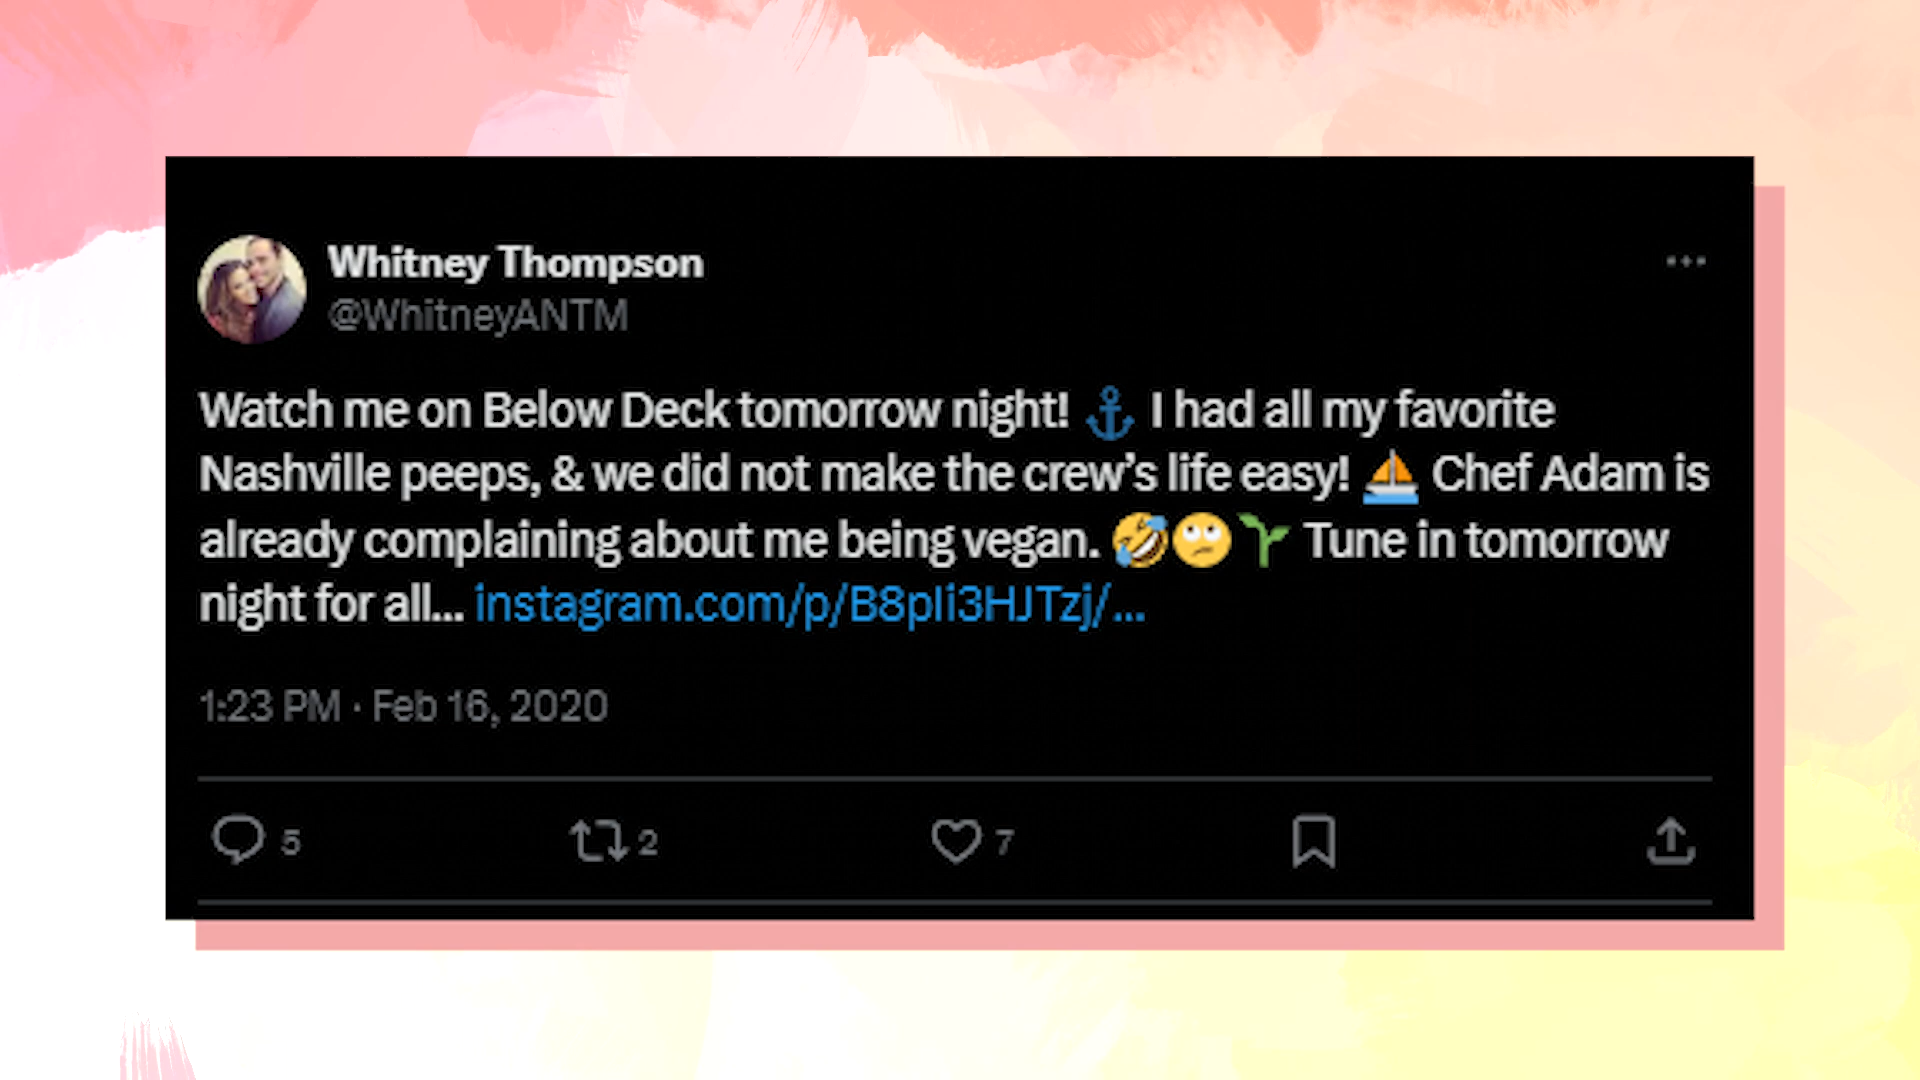 Whitney Thompson
@WhitneyANTM
Watch me on Below Deck tomorrow night! ⚓ I had all my favorite
Nashville peeps, & we did not make the crew’s life easy! ⛵ Chef Adam is
already complaining about me being vegan. 🤣🙄🌱 Tune in tomorrow
night for all... instagram.com/p/B8pIi3HJTzj/...
1:23 PM · Feb 16, 2020
5 2 7